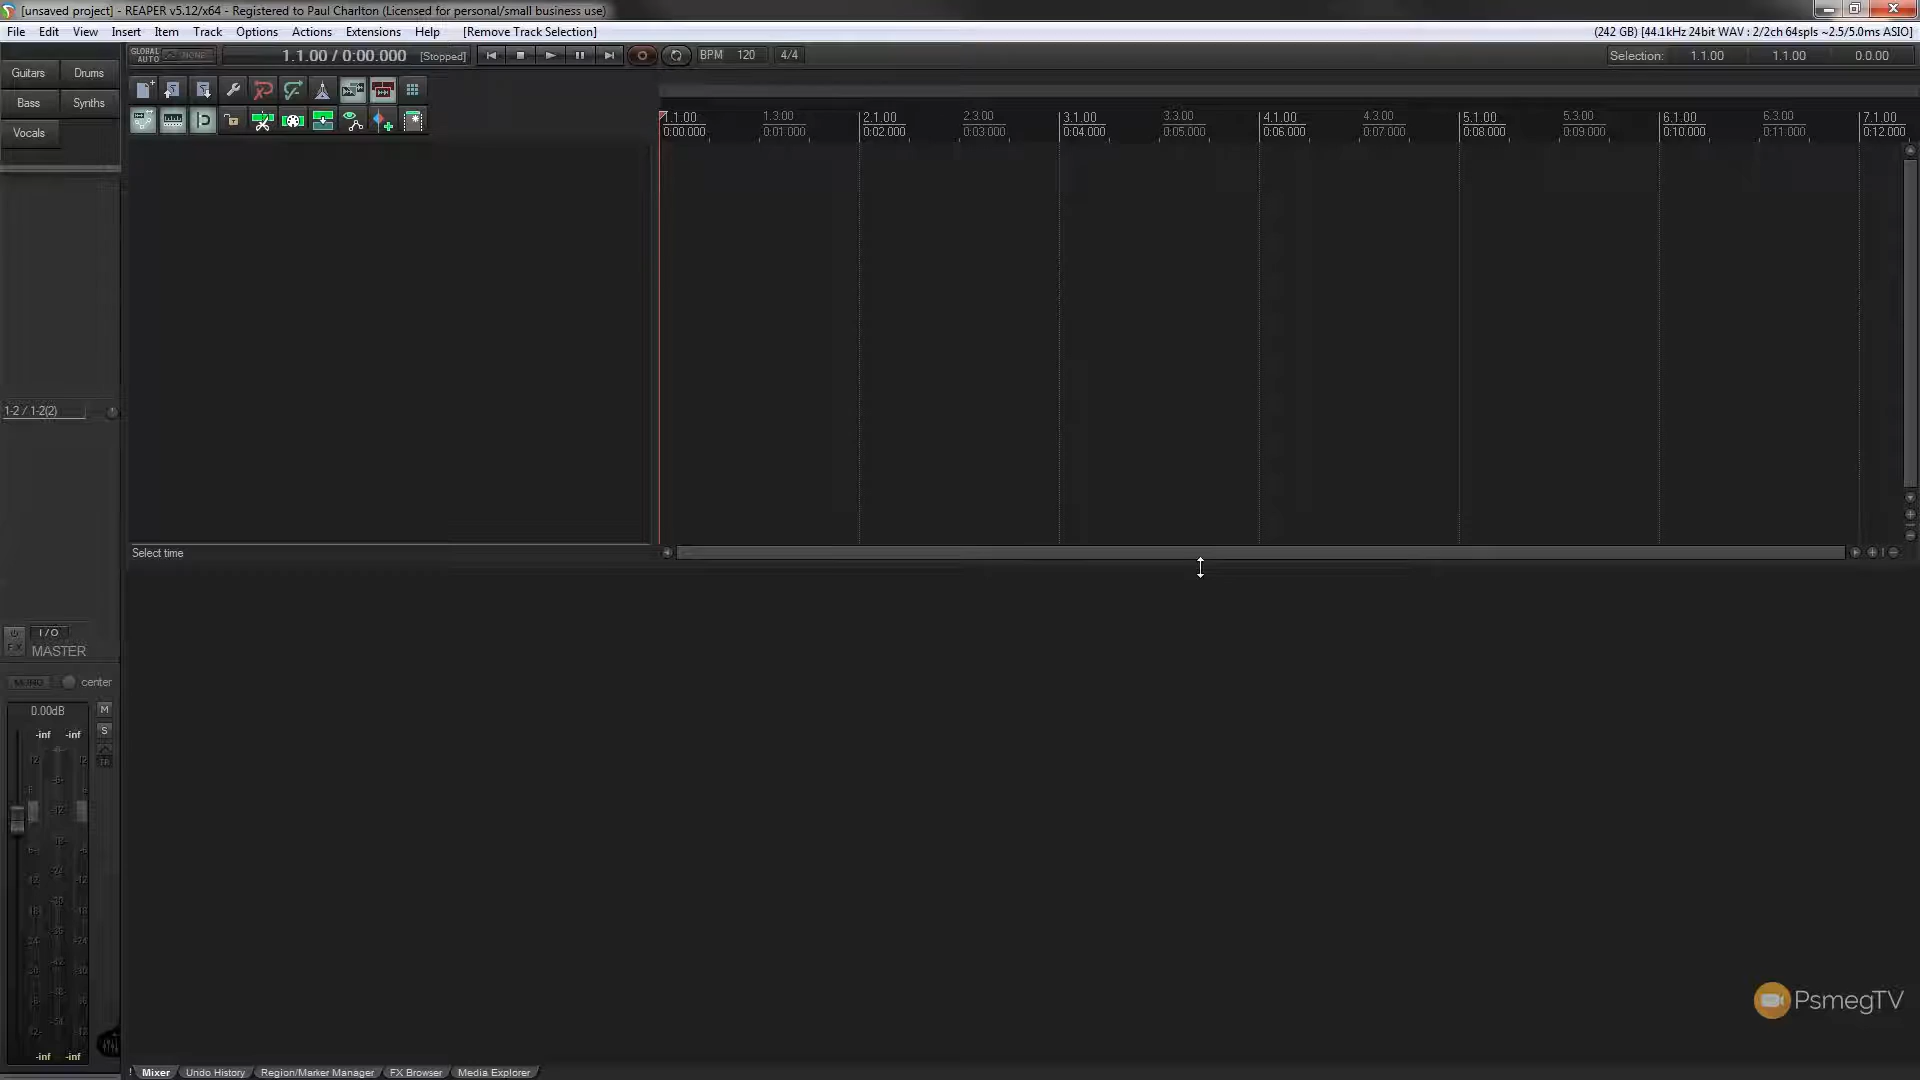 [unsaved project] - REAPER v5.12/x64 - Registered to Paul Charlton (Licensed for personal/small business use)
File Edit View Insert Item Track Options Actions Extensions Help [Remove Track Selection]
(242 GB) [44.1kHz 24bit WAV : 2/2ch 64spls ~2.5/5.0ms ASIO]
GLOBAL AUTO NONE
1.1.00 / 0:00.000 [Stopped]
BPM 120 4/4
Selection: 1.1.00 1.1.00 0.0.00
Guitars Drums
Bass Synths
Vocals
1.1.00 1.3.00 2.1.00 2.3.00 3.1.00 3.3.00 4.1.00 4.3.00 5.1.00 5.3.00 6.1.00 6.3.00 7.1.00
0:00.000 0:01.000 0:02.000 0:03.000 0:04.000 0:05.000 0:06.000 0:07.000 0:08.000 0:09.000 0:10.000 0:11.000 0:12.000
1-2 / 1-2(2)
Select time
I/O
FX MASTER
MONO center
0.00dB M
-inf -inf S
-inf -inf
PsmegTV
! Mixer Undo History Region/Marker Manager FX Browser Media Explorer